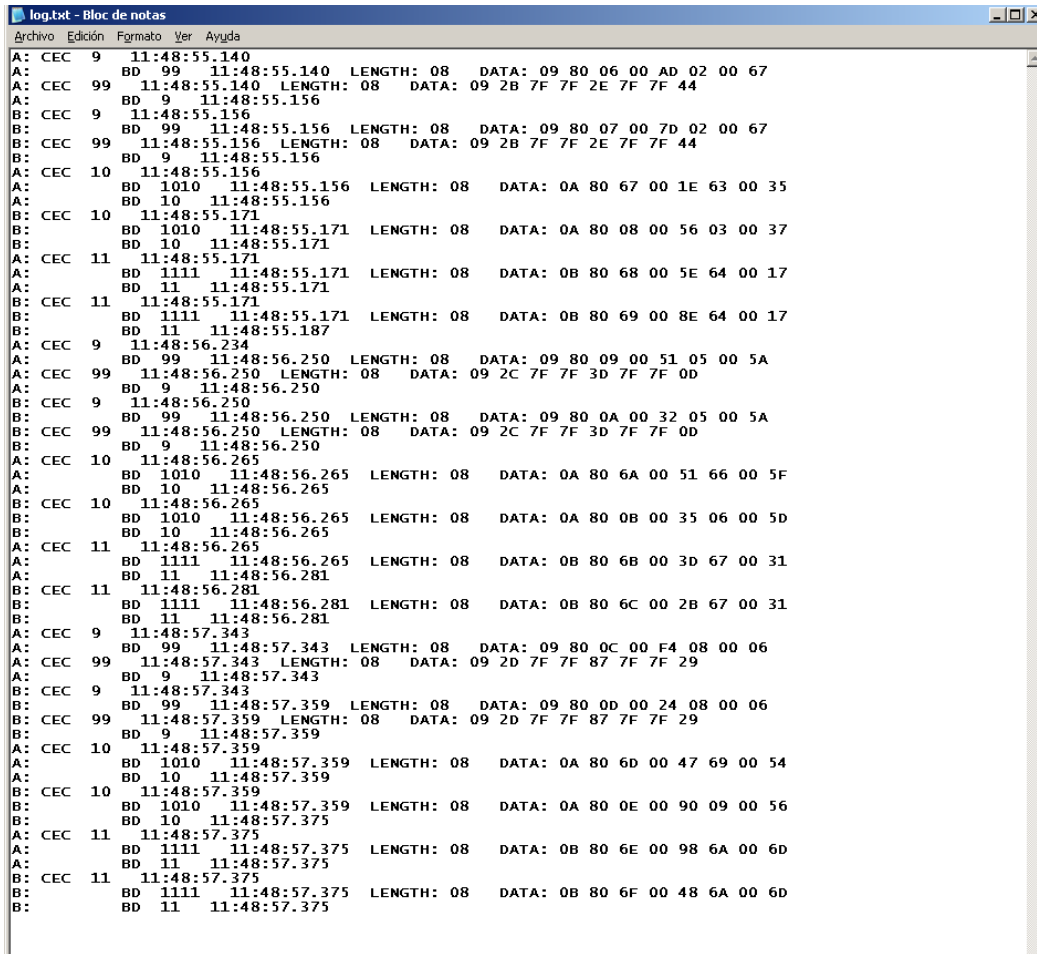 log.txt - Bloc de notas
Archivo Edición Formato Ver Ayuda
A: CEC 9 11:48:55.140
A: BD 99 11:48:55.140 LENGTH: 08 DATA: 09 80 06 00 AD 02 00 67
A: CEC 99 11:48:55.140 LENGTH: 08 DATA: 09 2B 7F 7F 2E 7F 7F 44
A: BD 9 11:48:55.156
B: CEC 9 11:48:55.156
B: BD 99 11:48:55.156 LENGTH: 08 DATA: 09 80 07 00 7D 02 00 67
B: CEC 99 11:48:55.156 LENGTH: 08 DATA: 09 2B 7F 7F 2E 7F 7F 44
B: BD 9 11:48:55.156
A: CEC 10 11:48:55.156
A: BD 1010 11:48:55.156 LENGTH: 08 DATA: 0A 80 67 00 1E 63 00 35
A: BD 10 11:48:55.156
B: CEC 10 11:48:55.171
B: BD 1010 11:48:55.171 LENGTH: 08 DATA: 0A 80 08 00 56 03 00 37
B: BD 10 11:48:55.171
A: CEC 11 11:48:55.171
A: BD 1111 11:48:55.171 LENGTH: 08 DATA: 0B 80 68 00 5E 64 00 17
A: BD 11 11:48:55.171
B: CEC 11 11:48:55.171
B: BD 1111 11:48:55.171 LENGTH: 08 DATA: 0B 80 69 00 8E 64 00 17
B: BD 11 11:48:55.187
A: CEC 9 11:48:56.234
A: BD 99 11:48:56.250 LENGTH: 08 DATA: 09 80 09 00 51 05 00 5A
A: CEC 99 11:48:56.250 LENGTH: 08 DATA: 09 2C 7F 7F 3D 7F 7F 0D
A: BD 9 11:48:56.250
B: CEC 9 11:48:56.250
B: BD 99 11:48:56.250 LENGTH: 08 DATA: 09 80 0A 00 32 05 00 5A
B: CEC 99 11:48:56.250 LENGTH: 08 DATA: 09 2C 7F 7F 3D 7F 7F 0D
B: BD 9 11:48:56.250
A: CEC 10 11:48:56.265
A: BD 1010 11:48:56.265 LENGTH: 08 DATA: 0A 80 6A 00 51 66 00 5F
A: BD 10 11:48:56.265
B: CEC 10 11:48:56.265
B: BD 1010 11:48:56.265 LENGTH: 08 DATA: 0A 80 0B 00 35 06 00 5D
B: BD 10 11:48:56.265
A: CEC 11 11:48:56.265
A: BD 1111 11:48:56.265 LENGTH: 08 DATA: 0B 80 6B 00 3D 67 00 31
A: BD 11 11:48:56.281
B: CEC 11 11:48:56.281
B: BD 1111 11:48:56.281 LENGTH: 08 DATA: 0B 80 6C 00 2B 67 00 31
B: BD 11 11:48:56.281
A: CEC 9 11:48:57.343
A: BD 99 11:48:57.343 LENGTH: 08 DATA: 09 80 0C 00 F4 08 00 06
A: CEC 99 11:48:57.343 LENGTH: 08 DATA: 09 2D 7F 7F 87 7F 7F 29
A: BD 9 11:48:57.343
B: CEC 9 11:48:57.343
B: BD 99 11:48:57.359 LENGTH: 08 DATA: 09 80 0D 00 24 08 00 06
B: CEC 99 11:48:57.359 LENGTH: 08 DATA: 09 2D 7F 7F 87 7F 7F 29
B: BD 9 11:48:57.359
A: CEC 10 11:48:57.359
A: BD 1010 11:48:57.359 LENGTH: 08 DATA: 0A 80 6D 00 47 69 00 54
A: BD 10 11:48:57.359
B: CEC 10 11:48:57.359
B: BD 1010 11:48:57.359 LENGTH: 08 DATA: 0A 80 0E 00 90 09 00 56
B: BD 10 11:48:57.375
A: CEC 11 11:48:57.375
A: BD 1111 11:48:57.375 LENGTH: 08 DATA: 0B 80 6E 00 98 6A 00 6D
A: BD 11 11:48:57.375
B: CEC 11 11:48:57.375
B: BD 1111 11:48:57.375 LENGTH: 08 DATA: 0B 80 6F 00 48 6A 00 6D
B: BD 11 11:48:57.375